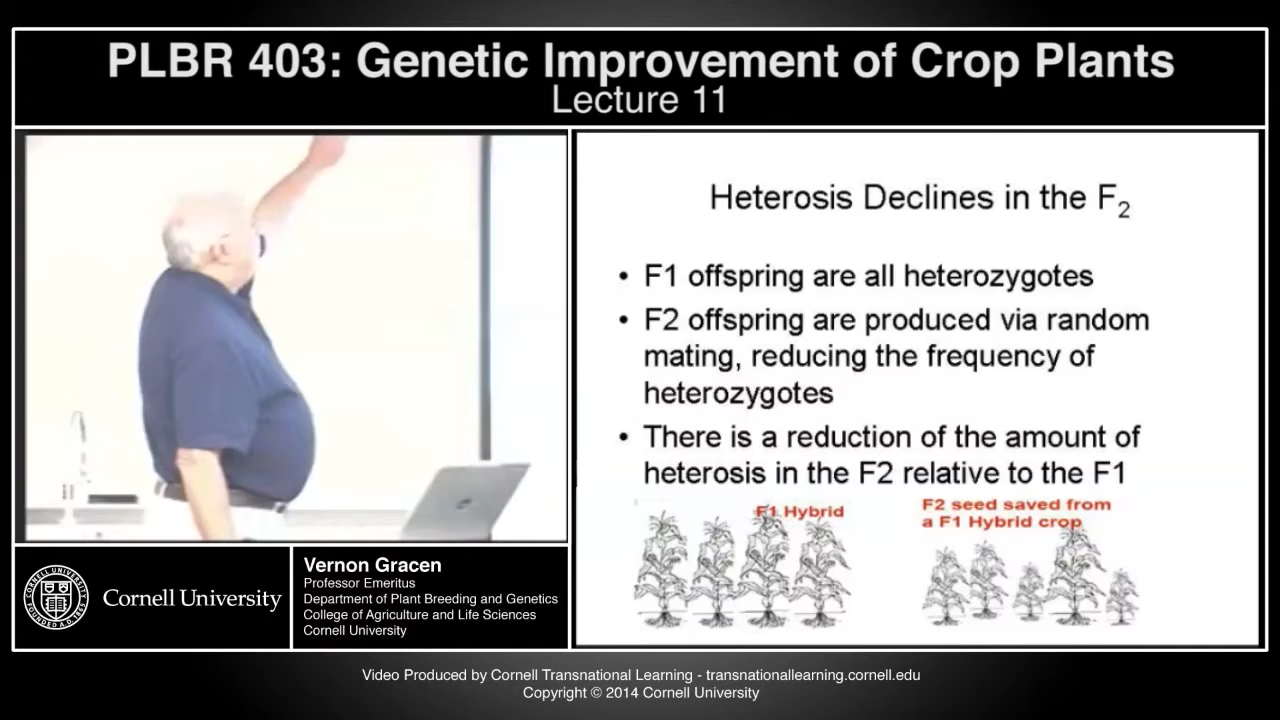 PLBR 403: Genetic Improvement of Crop Plants
Lecture 11
Heterosis Declines in the F2
• F1 offspring are all heterozygotes
• F2 offspring are produced via random
mating, reducing the frequency of
heterozygotes
• There is a reduction of the amount of
heterosis in the F2 relative to the F1
F1 Hybrid
F2 seed saved from
a F1 Hybrid crop
CORNELL UNIVERSITY
FOUNDED A.D. 1865
Cornell University
Vernon Gracen
Professor Emeritus
Department of Plant Breeding and Genetics
College of Agriculture and Life Sciences
Cornell University
Video Produced by Cornell Transnational Learning - transnationallearning.cornell.edu
Copyright © 2014 Cornell University